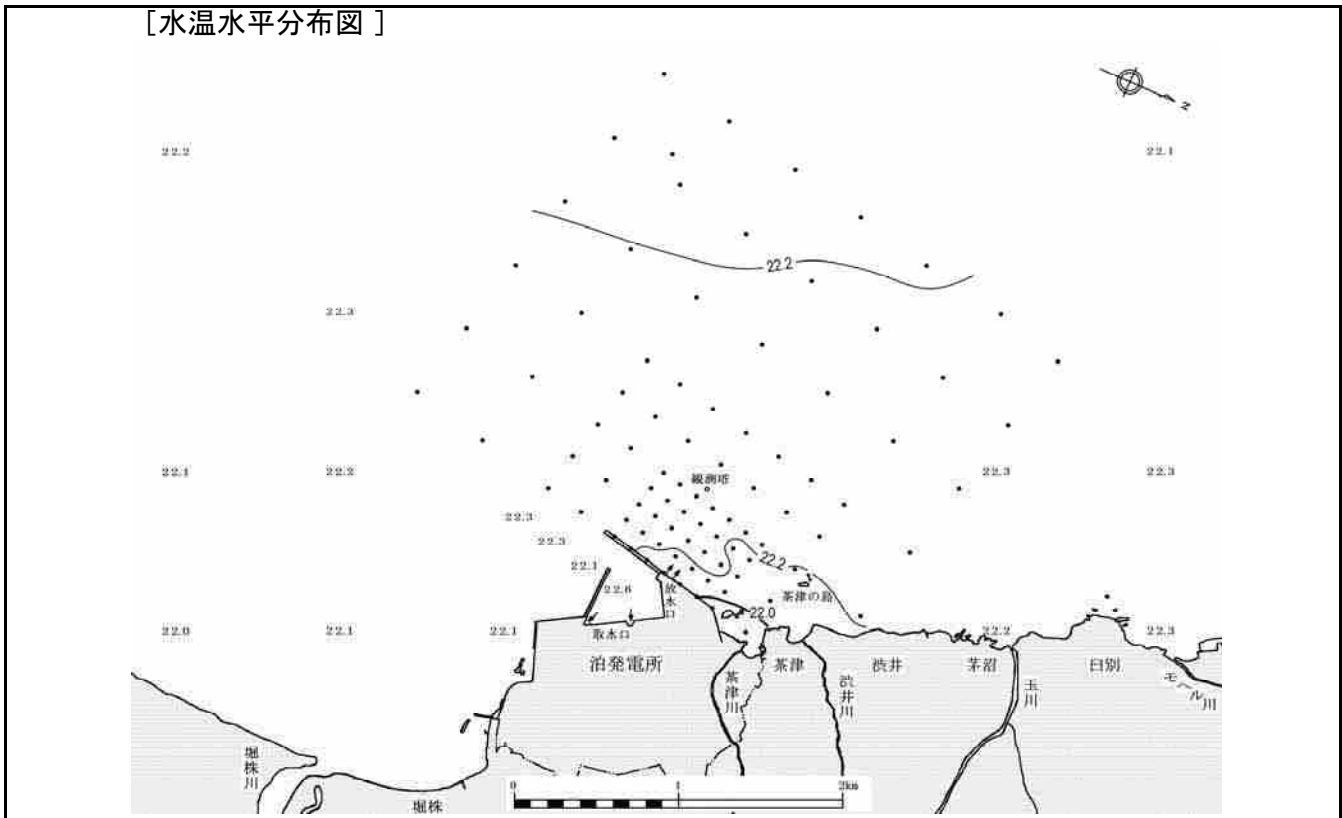 [水温水平分布図]
N
22.2
22.1
22.2
22.3
22.1
22.2
観測塔
22.3
22.3
22.3
22.3
22.1
22.2
22.6
放水口
茶津の島
22.0
取水口
22.0
22.1
22.1
22.2
22.3
泊発電所
茶津
渋井
茅沼
臼別
茶津川
渋井川
玉川
モヘル川
堀株川
堀株
0
1
2km